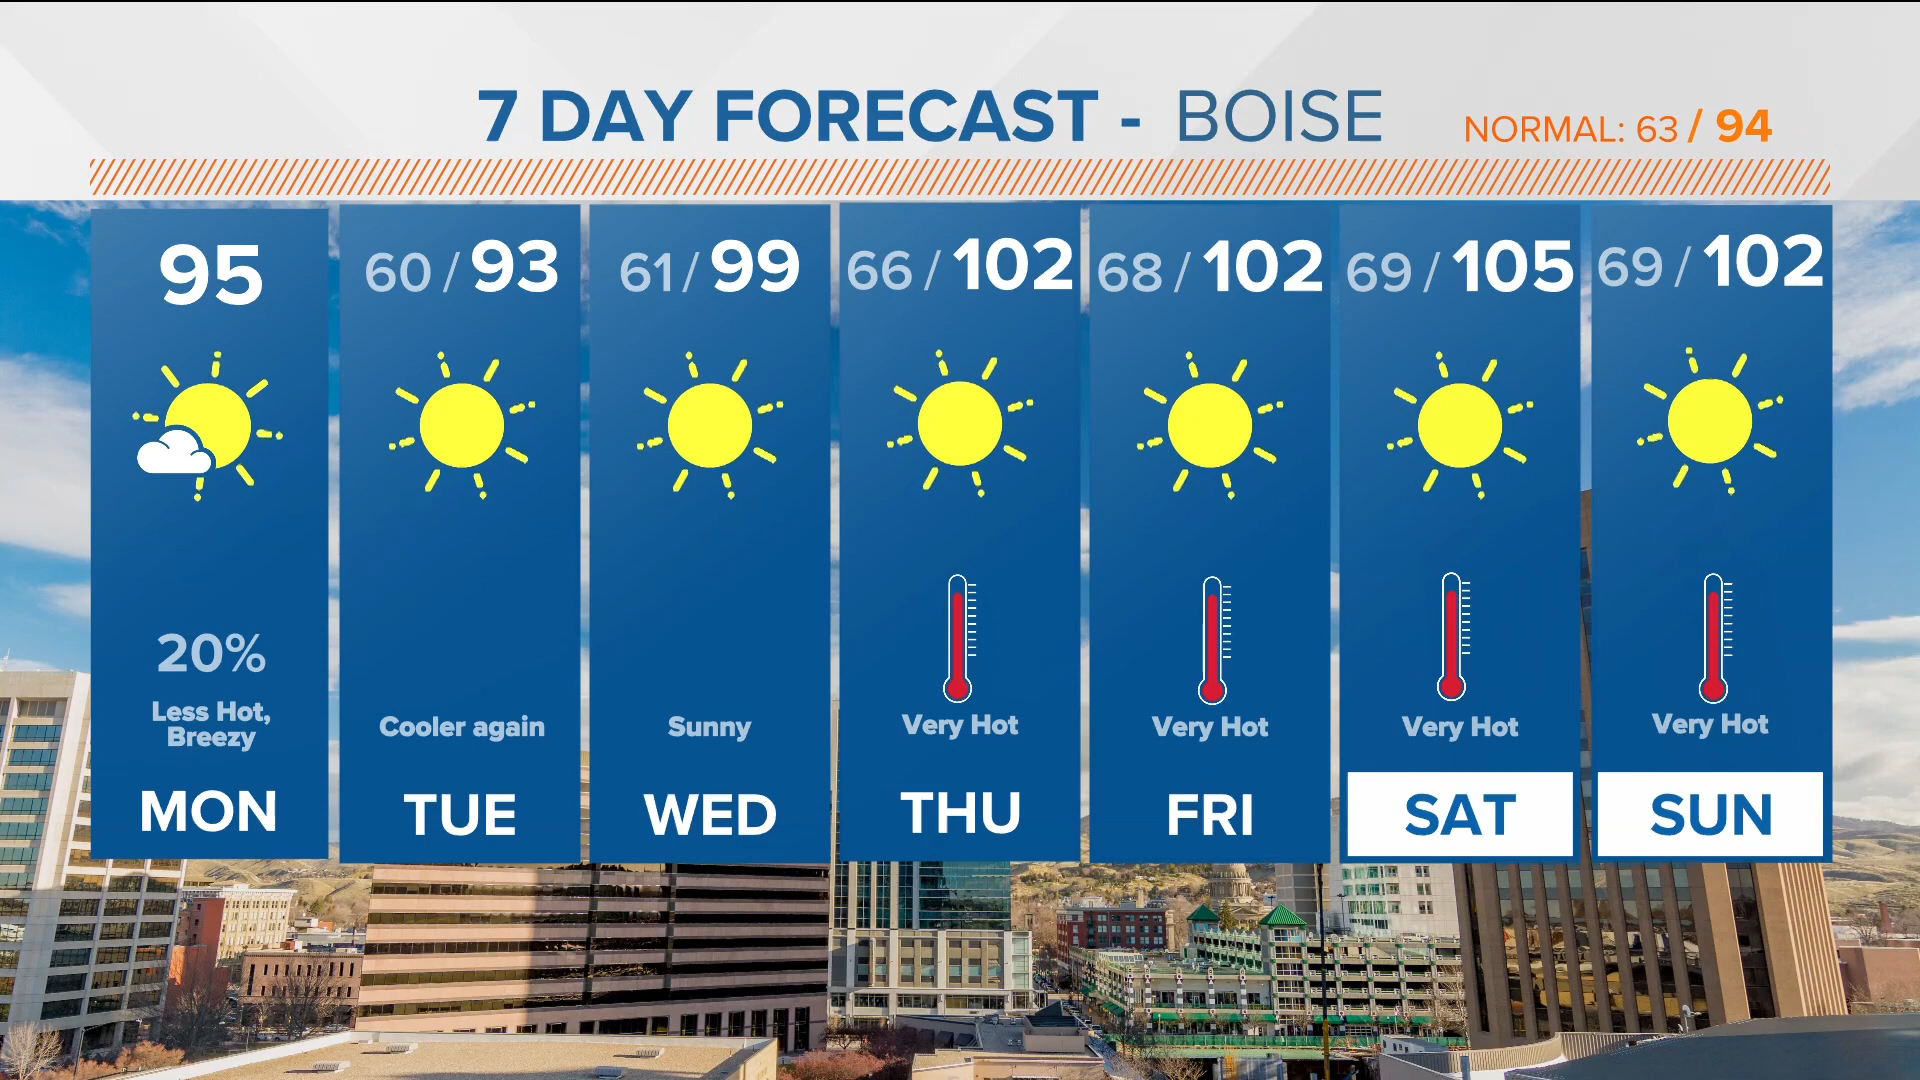 7 DAY FORECAST - BOISE
NORMAL: 63 / 94
95
20%
Less Hot,
Breezy
MON
60 / 93
Cooler again
TUE
61 / 99
Sunny
WED
66 / 102
Very Hot
THU
68 / 102
Very Hot
FRI
69 / 105
Very Hot
SAT
69 / 102
Very Hot
SUN